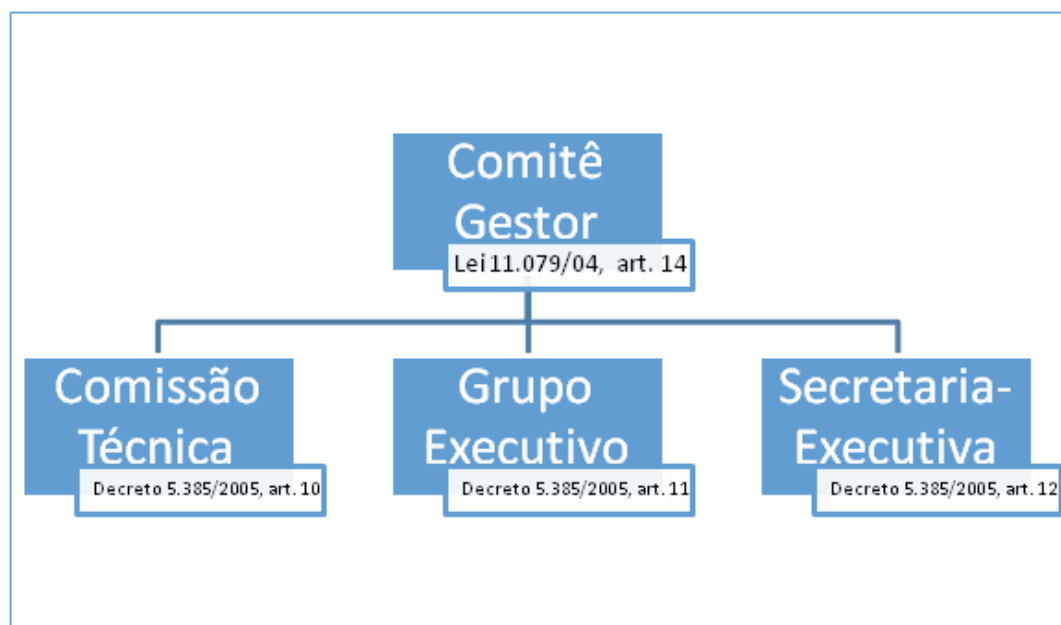 Comitê
Gestor
Lei 11.079/04, art. 14
Comissão
Técnica
Decreto 5.385/2005, art. 10
Grupo
Executivo
Decreto 5.385/2005, art. 11
Secretaria-
Executiva
Decreto 5.385/2005, art. 12